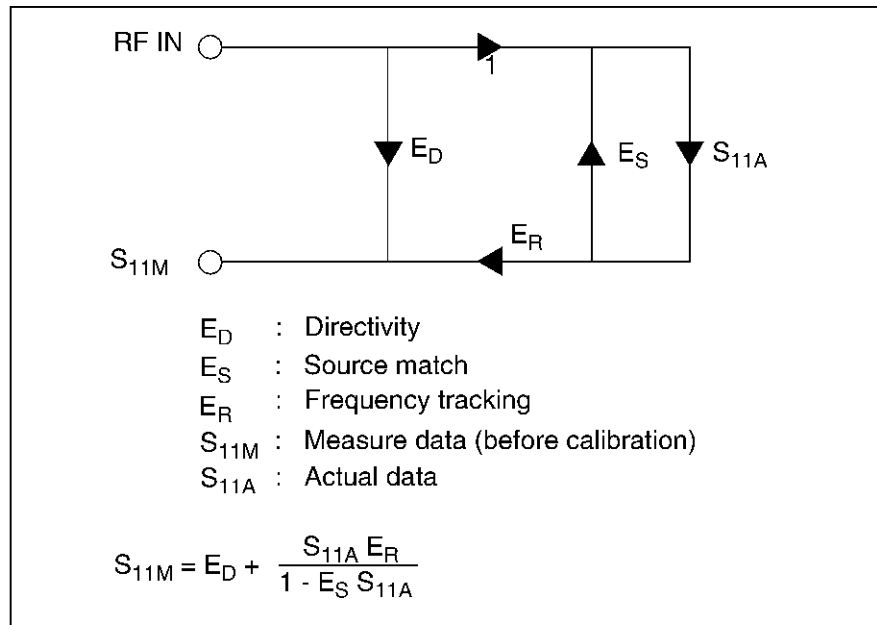 RF IN
1
E_D
E_S
S_11A
E_R
S_11M
E_D : Directivity
E_S : Source match
E_R : Frequency tracking
S_11M : Measure data (before calibration)
S_11A : Actual data
S_11M = E_D + S_11A E_R / 1 - E_S S_11A